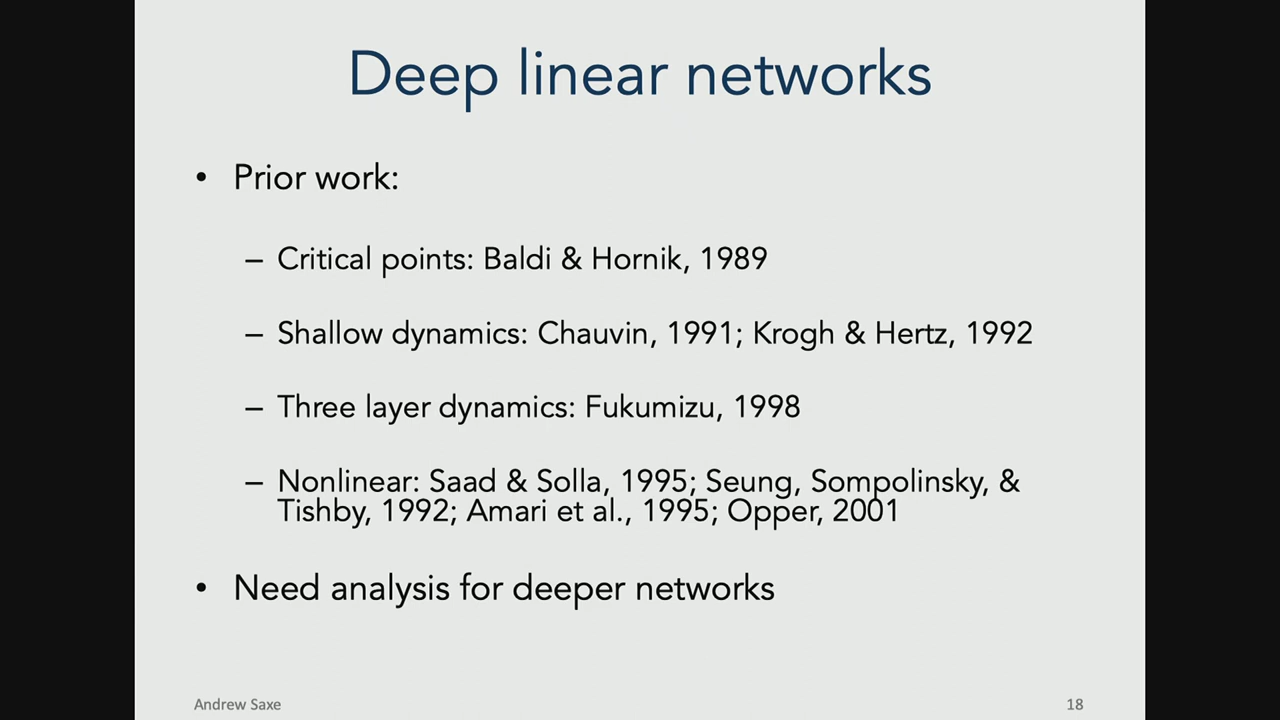 Deep linear networks
• Prior work:
– Critical points: Baldi & Hornik, 1989
– Shallow dynamics: Chauvin, 1991; Krogh & Hertz, 1992
– Three layer dynamics: Fukumizu, 1998
– Nonlinear: Saad & Solla, 1995; Seung, Sompolinsky, &
Tishby, 1992; Amari et al., 1995; Opper, 2001
• Need analysis for deeper networks
Andrew Saxe
18